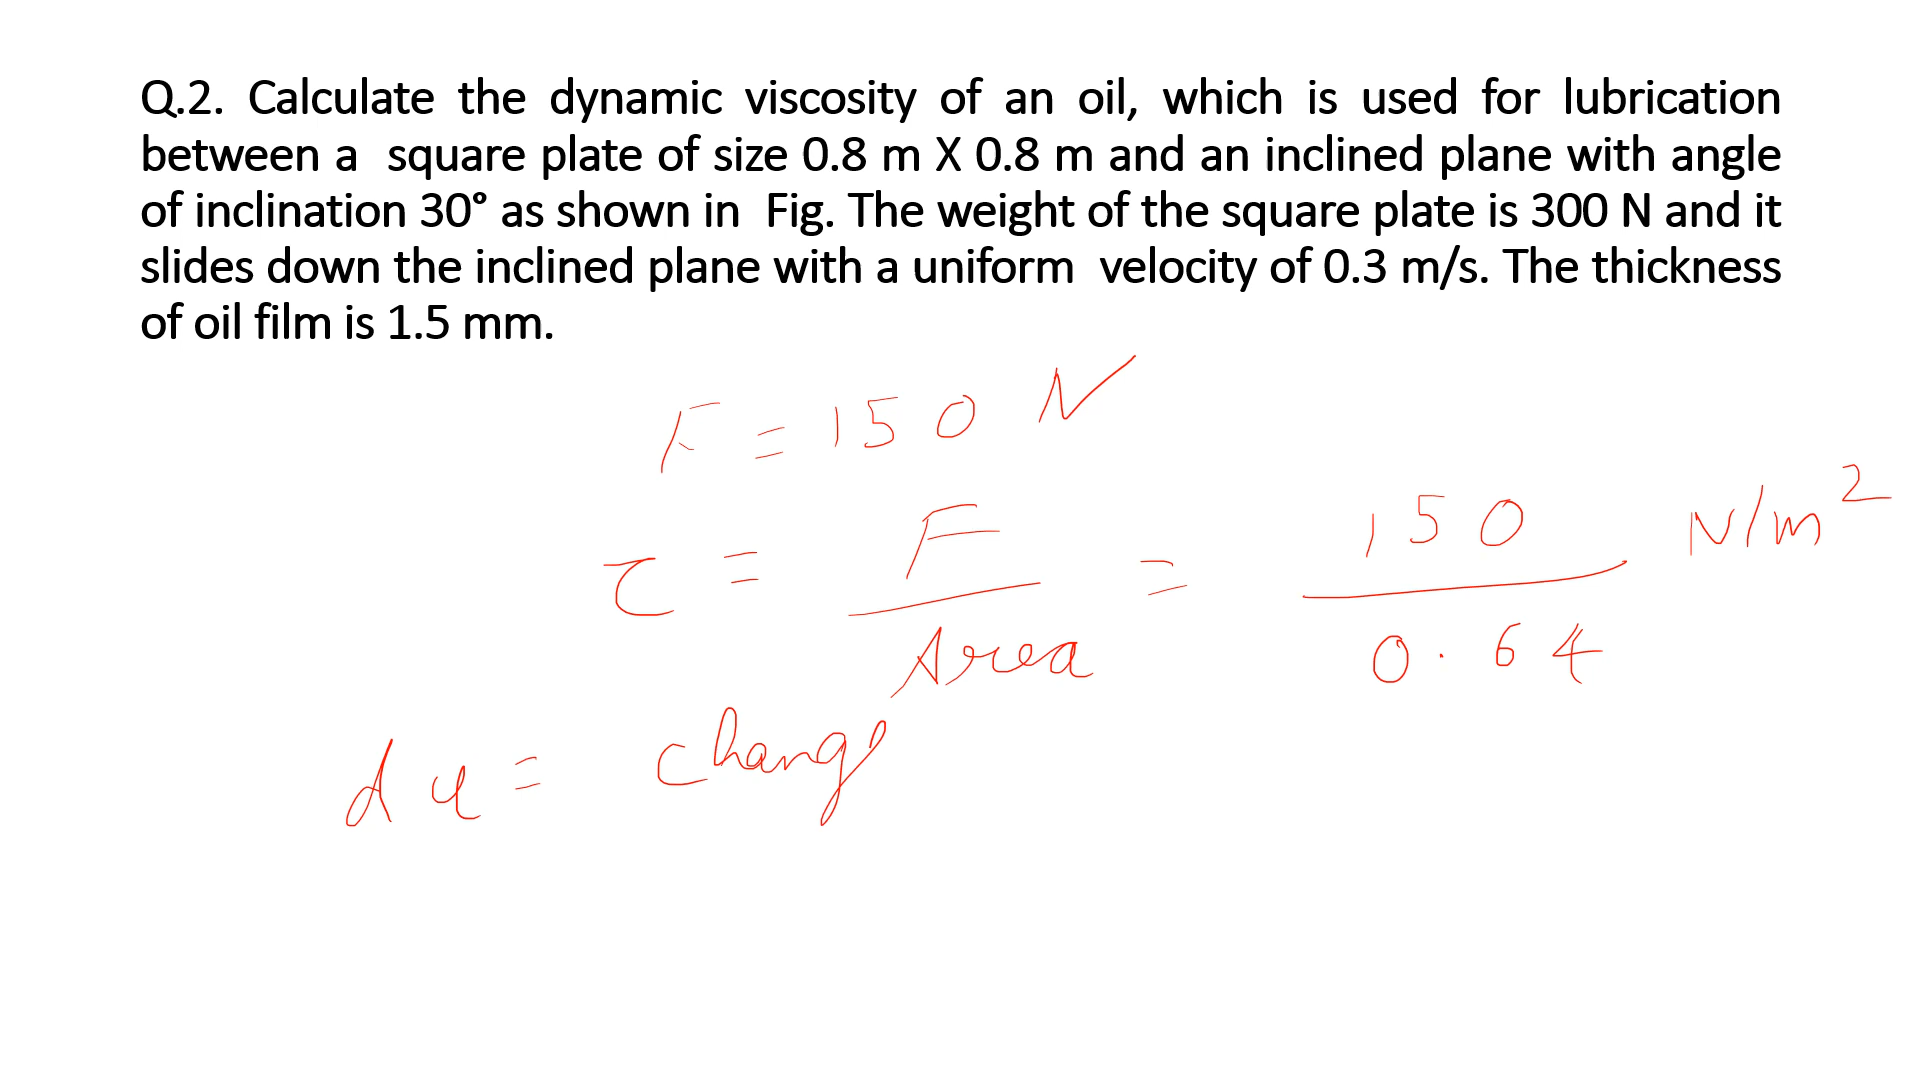 Q.2. Calculate the dynamic viscosity of an oil, which is used for lubrication
between a square plate of size 0.8 m X 0.8 m and an inclined plane with angle
of inclination 30° as shown in Fig. The weight of the square plate is 300 N and it
slides down the inclined plane with a uniform velocity of 0.3 m/s. The thickness
of oil film is 1.5 mm.
F = 150 N
τ = F / Area = 150 / 0.64 N/m²
du = change